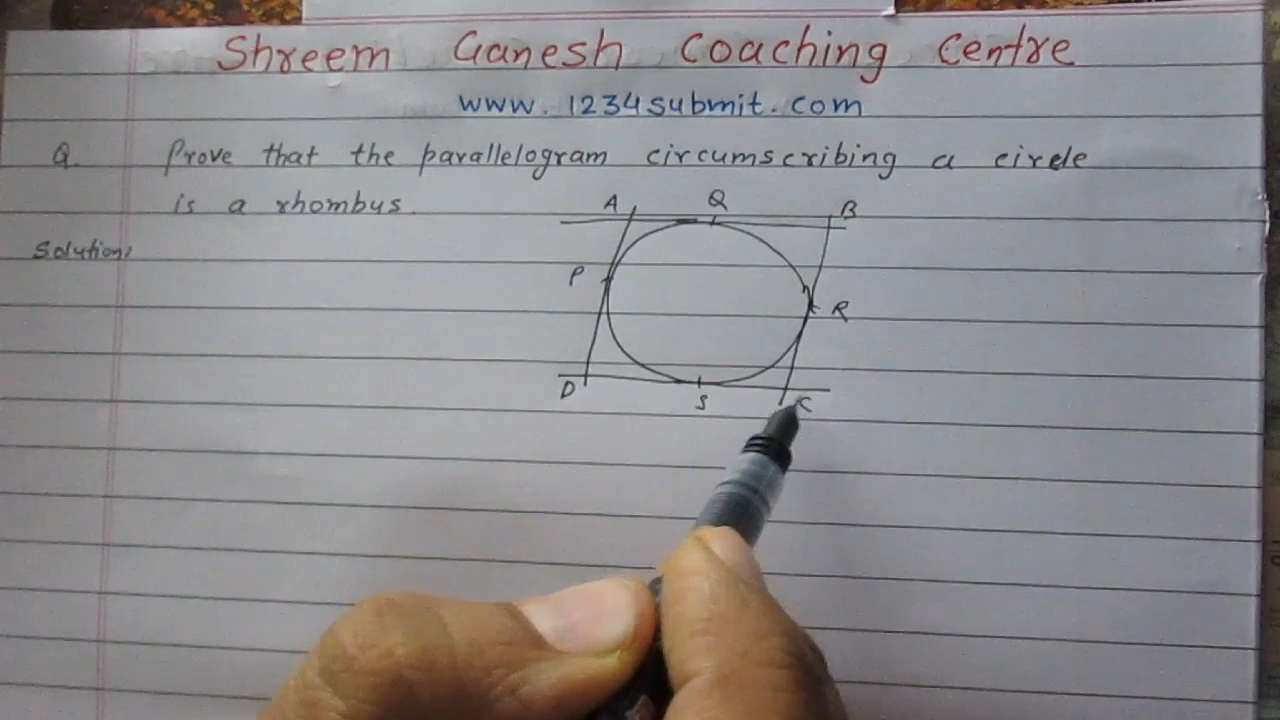 Shreem Ganesh Coaching Centre
www.1234submit.com
Q. Prove that the parallelogram circumscribing a circle
is a rhombus.
A Q B
Solution,
P
R
D
S C